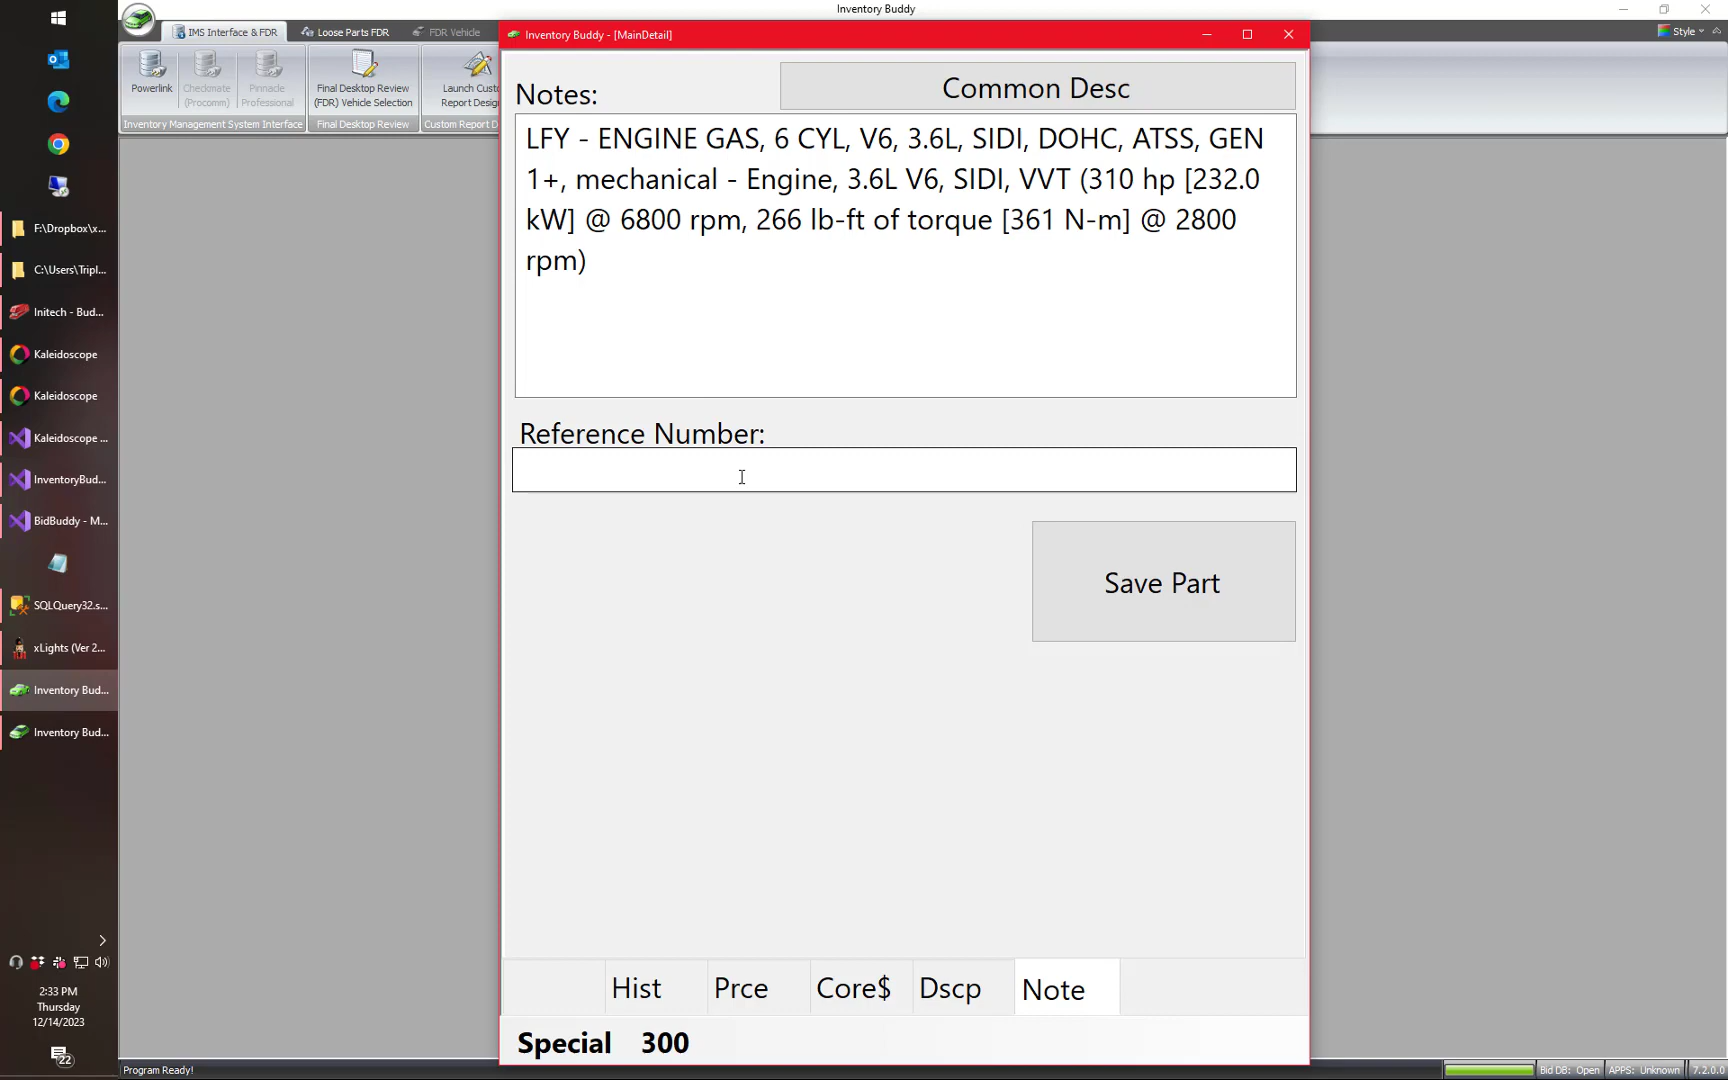 Inventory Buddy
IMS Interface & FDR
Loose Parts FDR
FDR Vehicle
Style
Powerlink
Checkmate
(Procomm)
Pinnacle
Professional
Final Desktop Review
(FDR) Vehicle Selection
Launch Custo
Report Desig
Inventory Management System Interface
Final Desktop Review
Custom Report D
Inventory Buddy - [MainDetail]
Notes:
Common Desc
LFY - ENGINE GAS, 6 CYL, V6, 3.6L, SIDI, DOHC, ATSS, GEN
1+, mechanical - Engine, 3.6L V6, SIDI, VVT (310 hp [232.0
kW] @ 6800 rpm, 266 lb-ft of torque [361 N-m] @ 2800
rpm)
Reference Number:
Save Part
Hist
Prce
Core$
Dscp
Note
Special 300
F:\Dropbox\x...
C:\Users\Tripl...
Initech - Bud...
Kaleidoscope
Kaleidoscope
Kaleidoscope ...
InventoryBud...
BidBuddy - M...
SQLQuery32.s...
xLights (Ver 2...
Inventory Bud...
Inventory Bud...
2:33 PM
Thursday
12/14/2023
22
Program Ready!
Bid DB: Open
APPS: Unknown
7.2.0.0